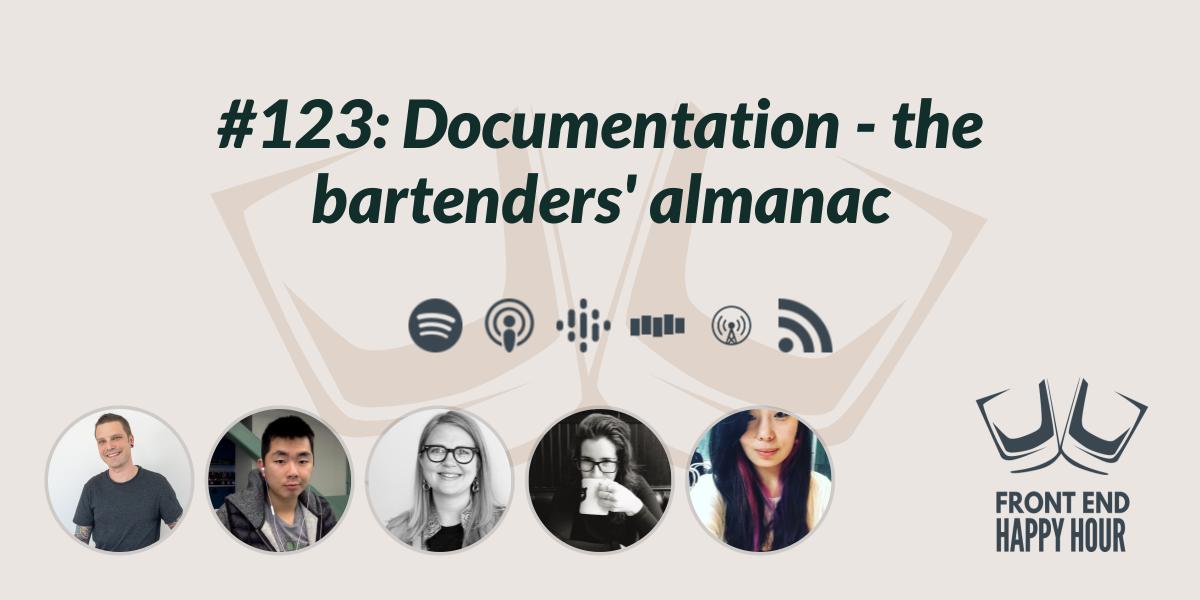 #123: Documentation - the
bartenders' almanac
FRONT END
HAPPY HOUR